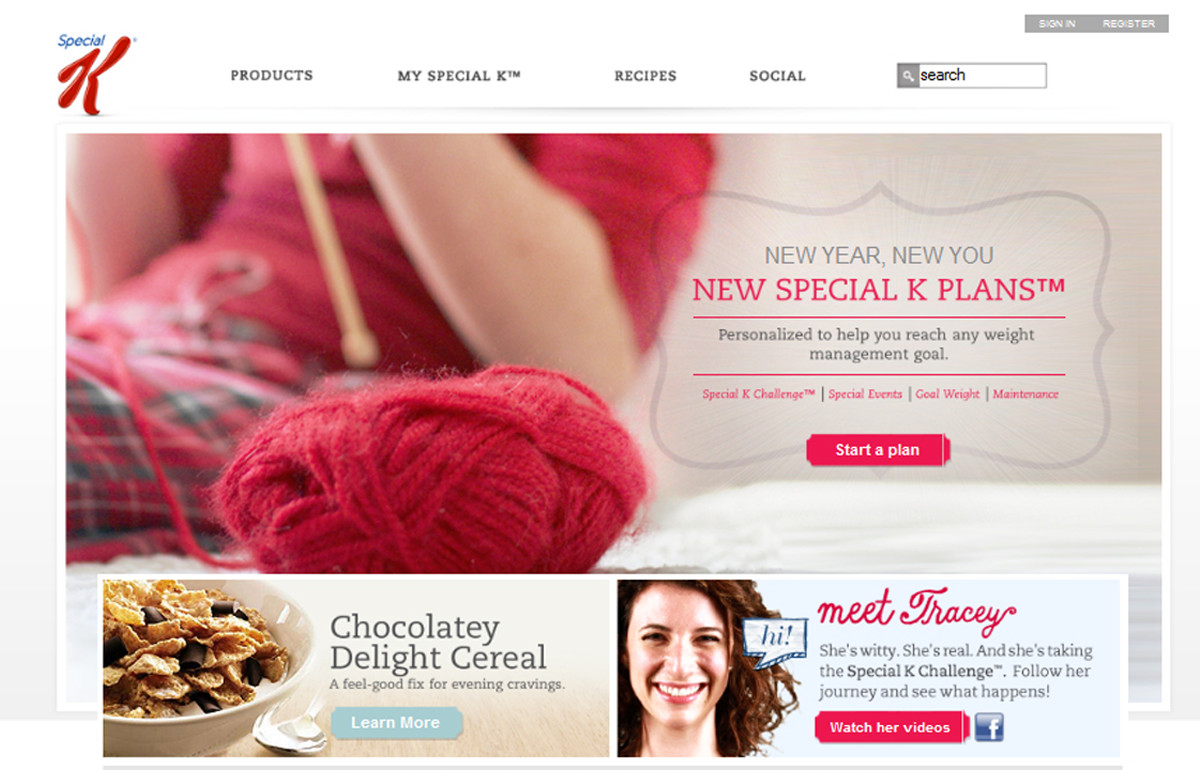 SIGN IN REGISTER
Special
K
PRODUCTS MY SPECIAL K™ RECIPES SOCIAL search
NEW YEAR, NEW YOU
NEW SPECIAL K PLANS™
Personalized to help you reach any weight
management goal.
Special K Challenge™ | Special Events | Goal Weight | Maintenance
Start a plan
Chocolatey
Delight Cereal
A feel-good fix for evening cravings.
Learn More
hi!
meet Tracey
She's witty. She's real. And she's taking
the Special K Challenge™. Follow her
journey and see what happens!
Watch her videos f